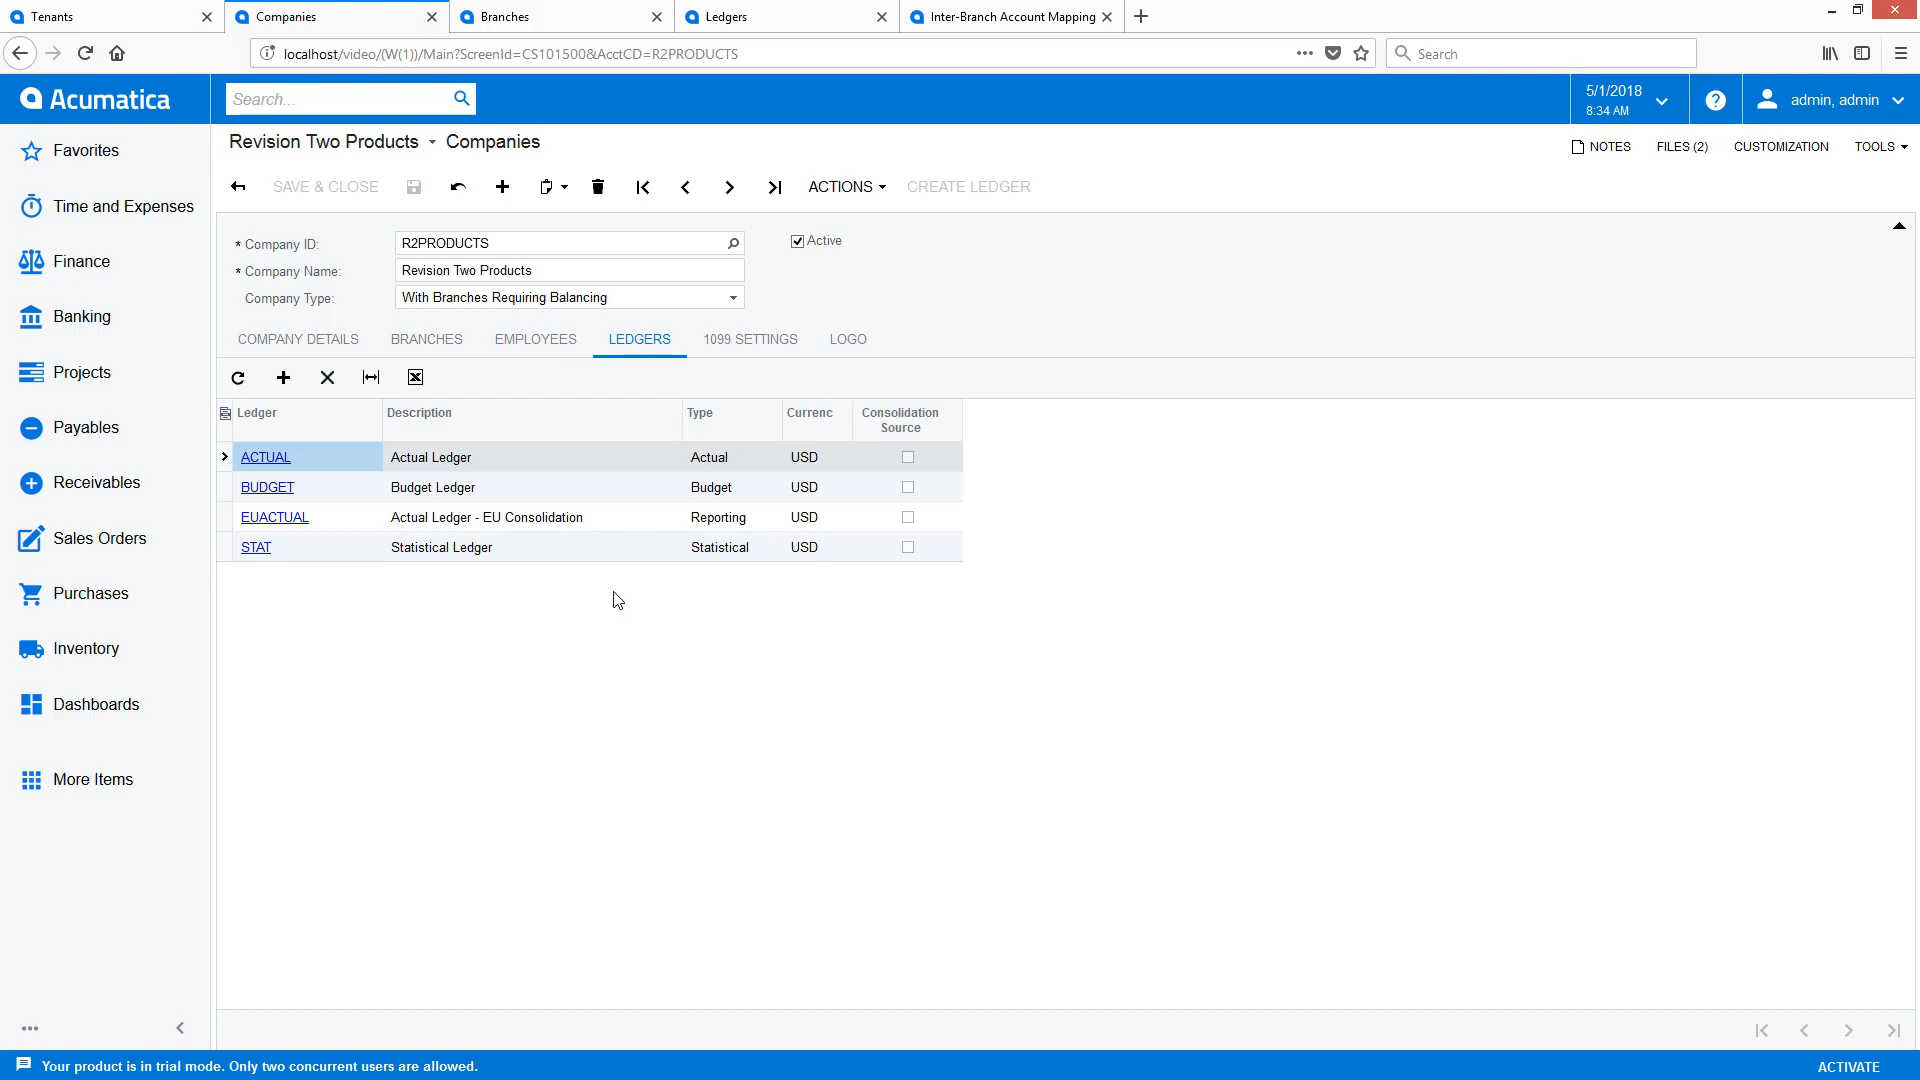 Tenants
Companies
Branches
Ledgers
Inter-Branch Account Mapping
localhost/video/(W(1))/Main?ScreenId=CS101500&AcctCD=R2PRODUCTS
Search
Acumatica
Search...
5/1/2018
8:34 AM
?
admin, admin
Favorites
Time and Expenses
Finance
Banking
Projects
Payables
Receivables
Sales Orders
Purchases
Inventory
Dashboards
More Items
Revision Two Products Companies
NOTES
FILES (2)
CUSTOMIZATION
TOOLS
SAVE & CLOSE
ACTIONS
CREATE LEDGER
* Company ID: R2PRODUCTS
Active
* Company Name: Revision Two Products
Company Type: With Branches Requiring Balancing
COMPANY DETAILS BRANCHES EMPLOYEES LEDGERS 1099 SETTINGS LOGO
Ledger Description Type Currenc Consolidation
Source
ACTUAL Actual Ledger Actual USD
BUDGET Budget Ledger Budget USD
EUACTUAL Actual Ledger - EU Consolidation Reporting USD
STAT Statistical Ledger Statistical USD
Your product is in trial mode. Only two concurrent users are allowed.
ACTIVATE